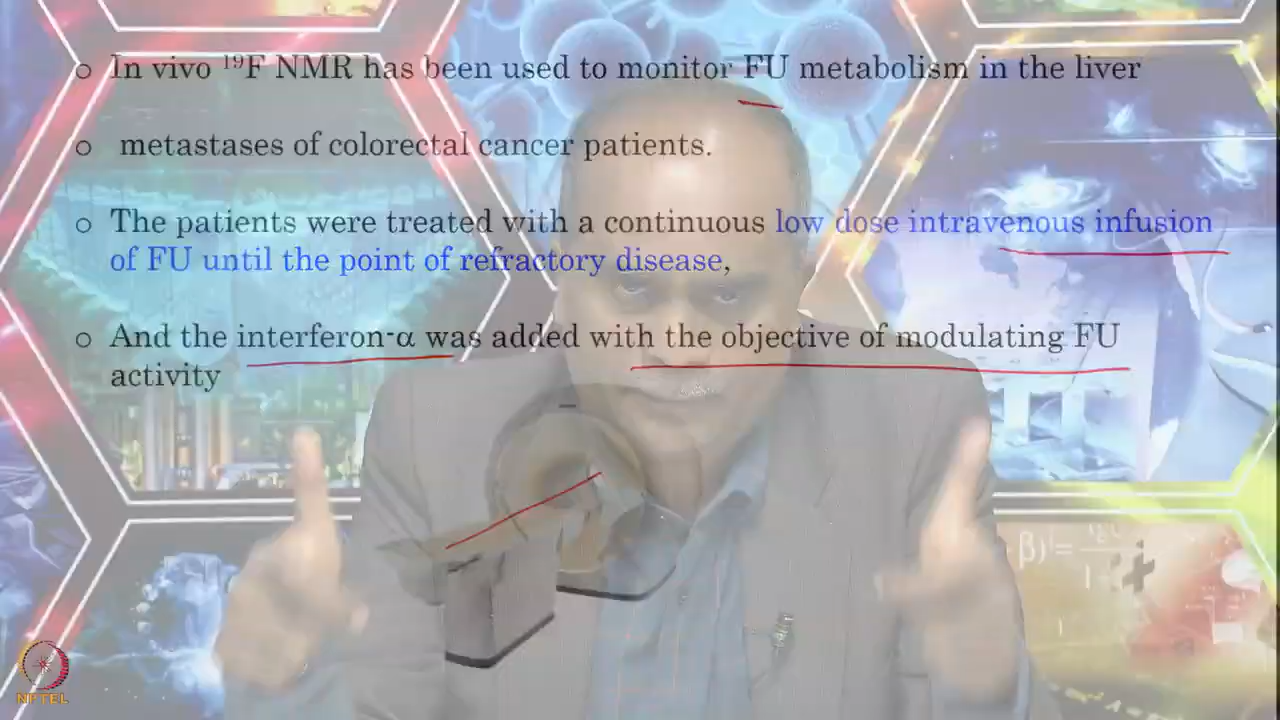 o In vivo ¹⁹F NMR has been used to monitor FU metabolism in the liver
o metastases of colorectal cancer patients.
o The patients were treated with a continuous low dose intravenous infusion
of FU until the point of refractory disease,
o And the interferon-α was added with the objective of modulating FU
activity
β)=
NPTEL